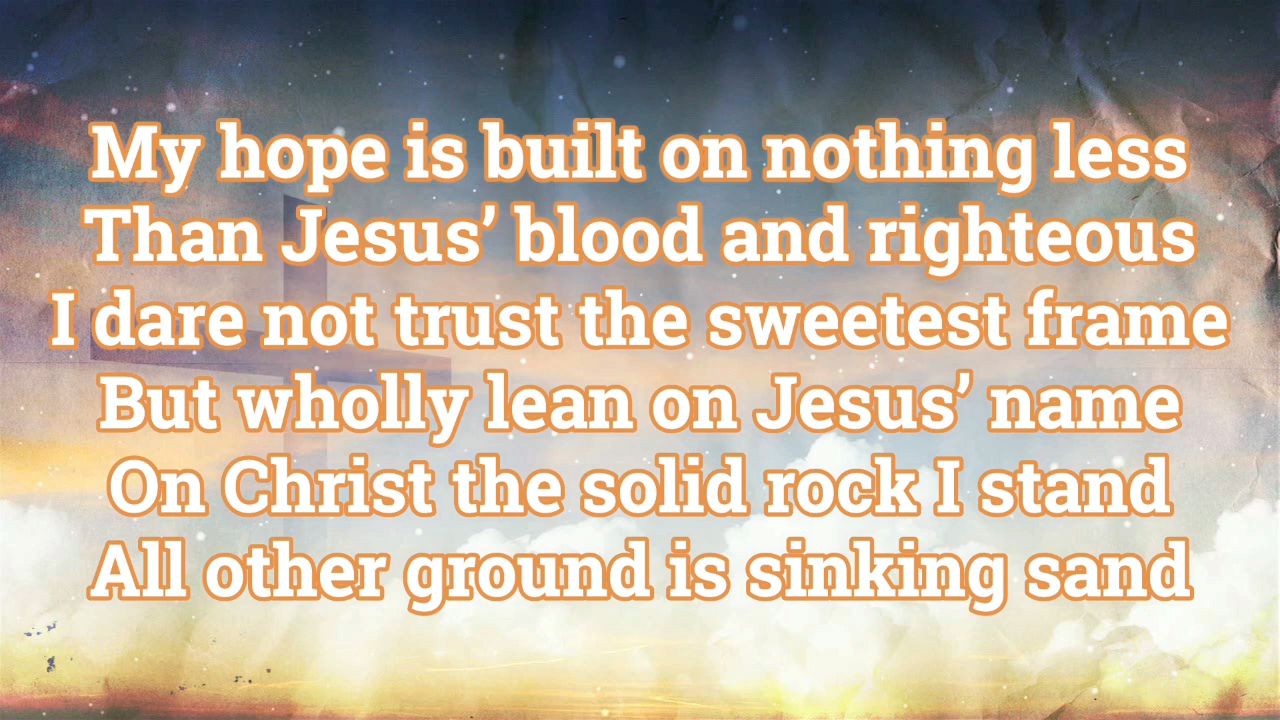 My hope is built on nothing less
Than Jesus’ blood and righteous
I dare not trust the sweetest frame
But wholly lean on Jesus’ name
On Christ the solid rock I stand
All other ground is sinking sand